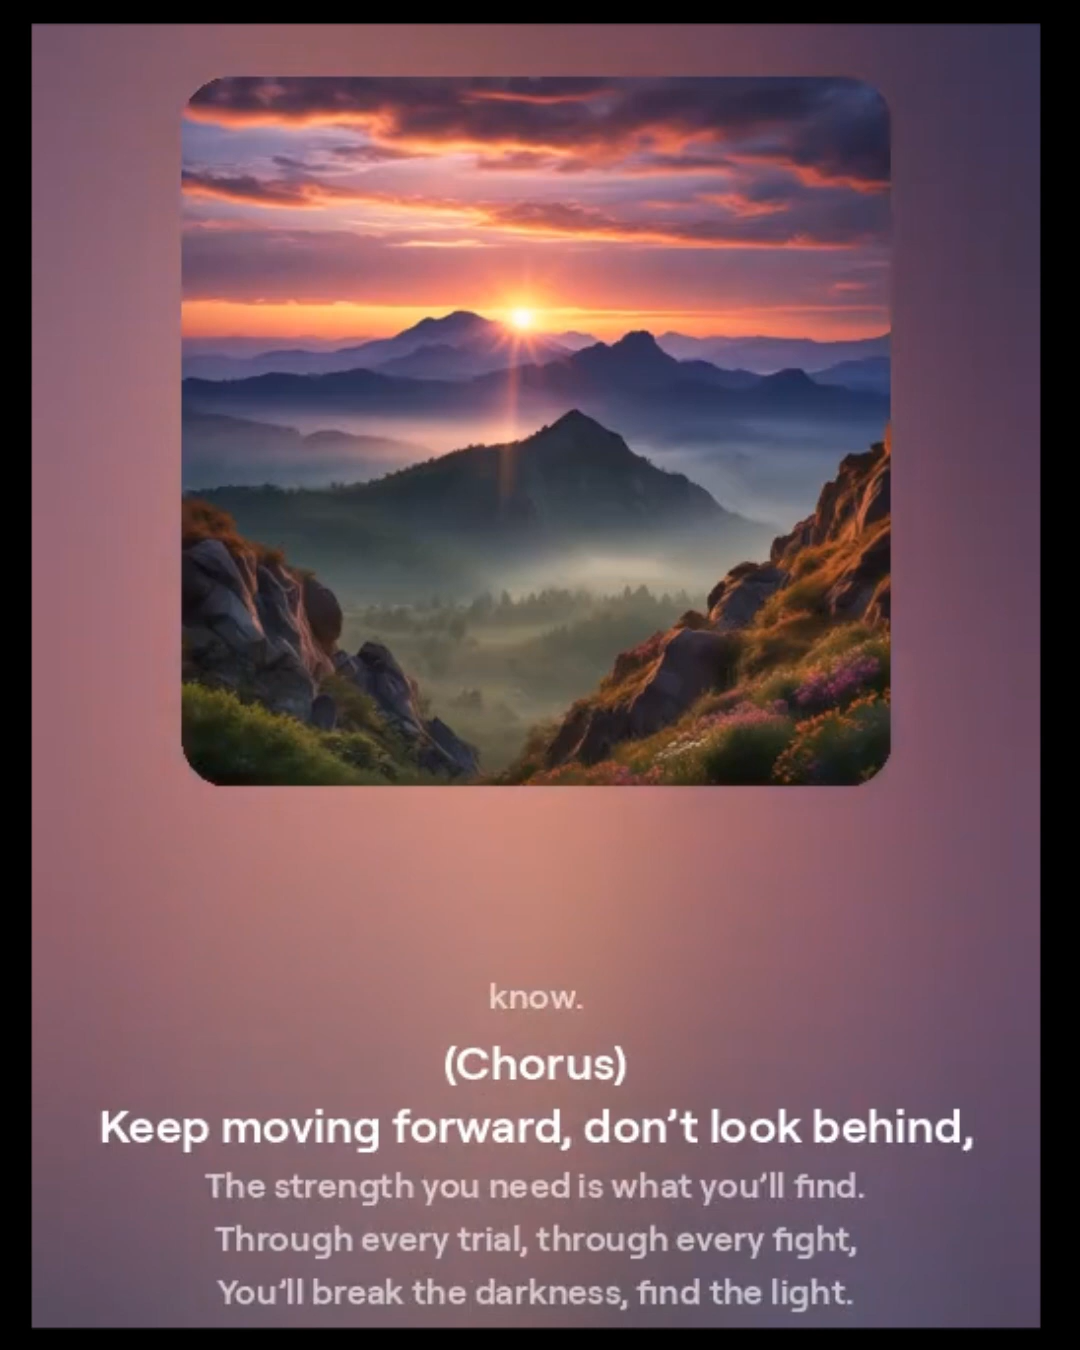 know.
(Chorus)
Keep moving forward, don’t look behind,
The strength you need is what you’ll find.
Through every trial, through every fight,
You’ll break the darkness, find the light.